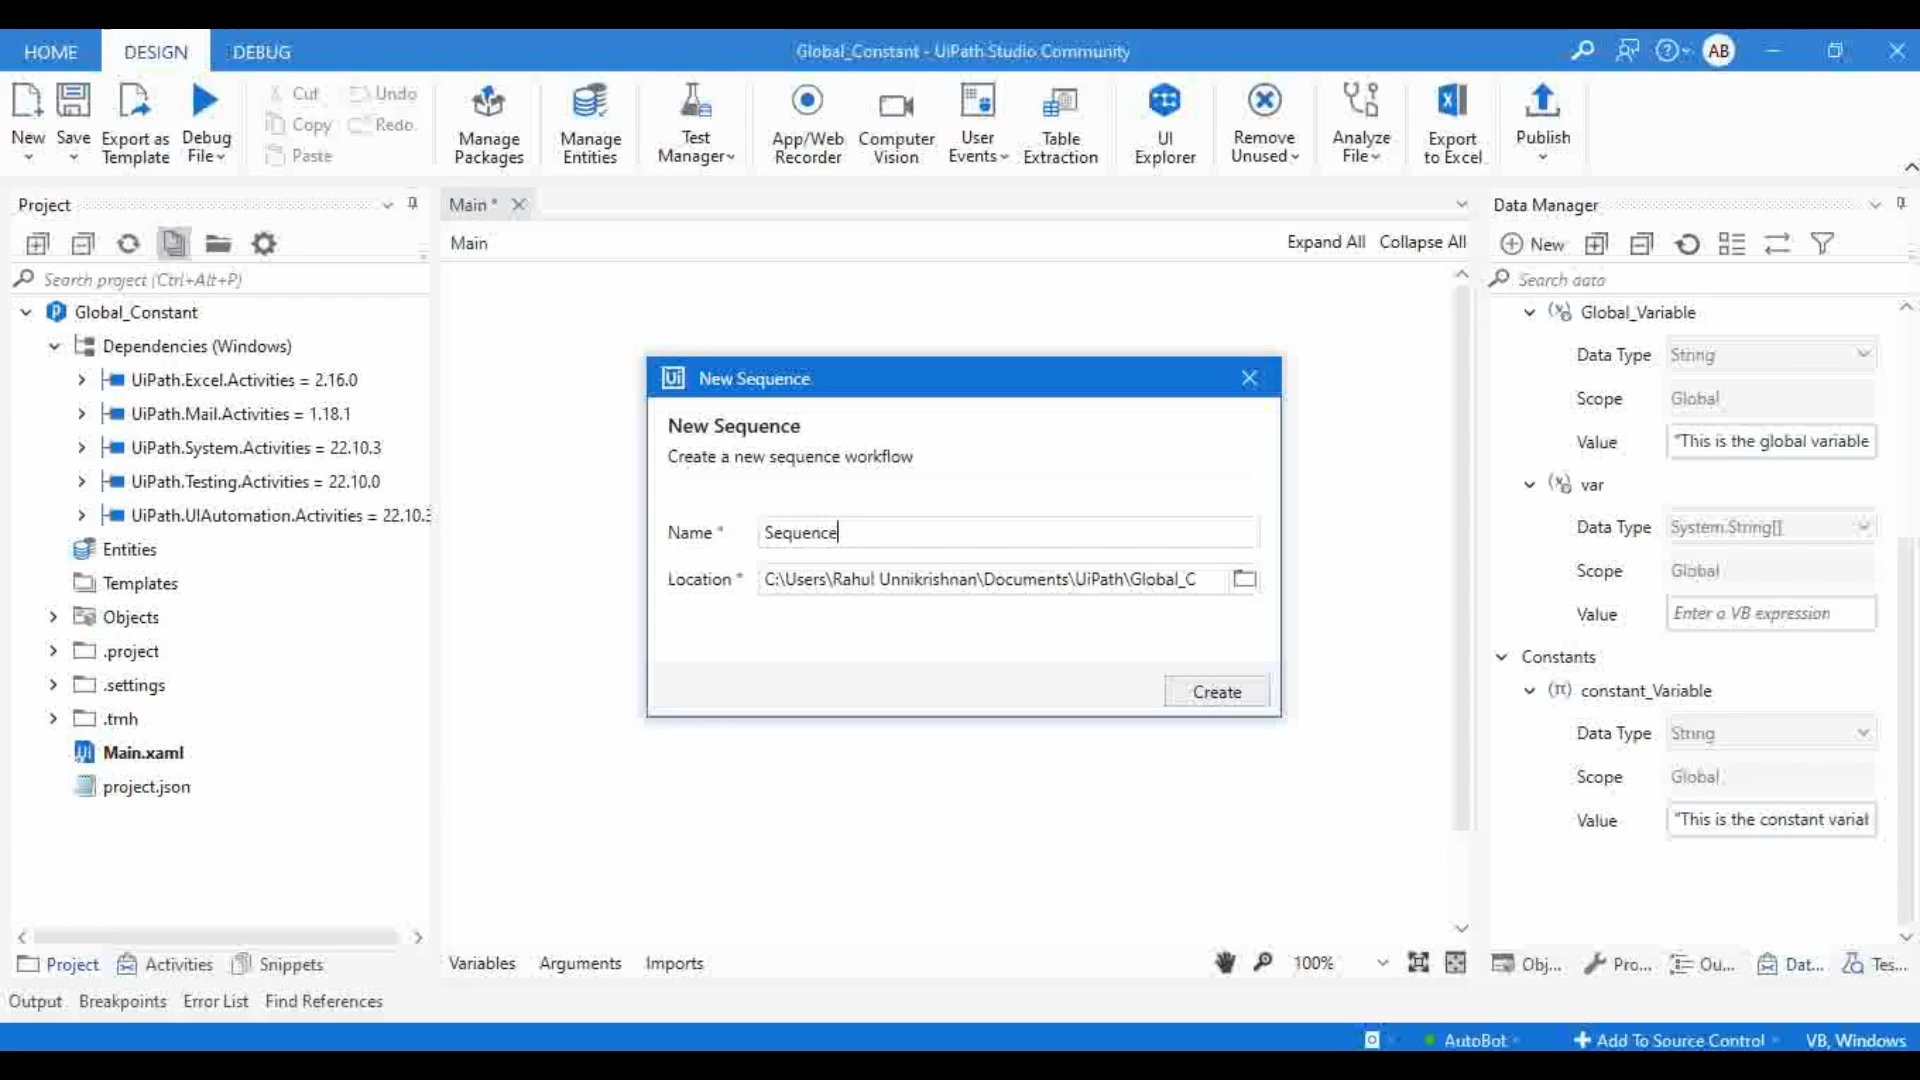 HOME DESIGN DEBUG Global_Constant - UiPath Studio Community AB
New Save Export as Template Debug File Cut Copy Paste Undo Redo Manage Packages Manage Entities Test Manager App/Web Recorder Computer Vision User Events Table Extraction UI Explorer Remove Unused Analyze File Export to Excel Publish
Project
Search project (Ctrl+Alt+P)
Global_Constant
Dependencies (Windows)
UiPath.Excel.Activities = 2.16.0
UiPath.Mail.Activities = 1.18.1
UiPath.System.Activities = 22.10.3
UiPath.Testing.Activities = 22.10.0
UiPath.UIAutomation.Activities = 22.10.3
Entities
Templates
Objects
.project
.settings
.tmh
Main.xaml
project.json
Project Activities Snippets
Main *
Main Expand All Collapse All
Ui New Sequence
New Sequence
Create a new sequence workflow
Name * Sequence
Location * C:\Users\Rahul Unnikrishnan\Documents\UiPath\Global_C
Create
Variables Arguments Imports 100%
Data Manager
New
Search data
Global_Variable
Data Type String
Scope Global
Value "This is the global variable
var
Data Type System.String[]
Scope Global
Value Enter a VB expression
Constants
(π) constant_Variable
Data Type String
Scope Global
Value "This is the constant varial
Obj... Pro... Ou... Dat... Tes...
Output Breakpoints Error List Find References
AutoBot Add To Source Control VB, Windows